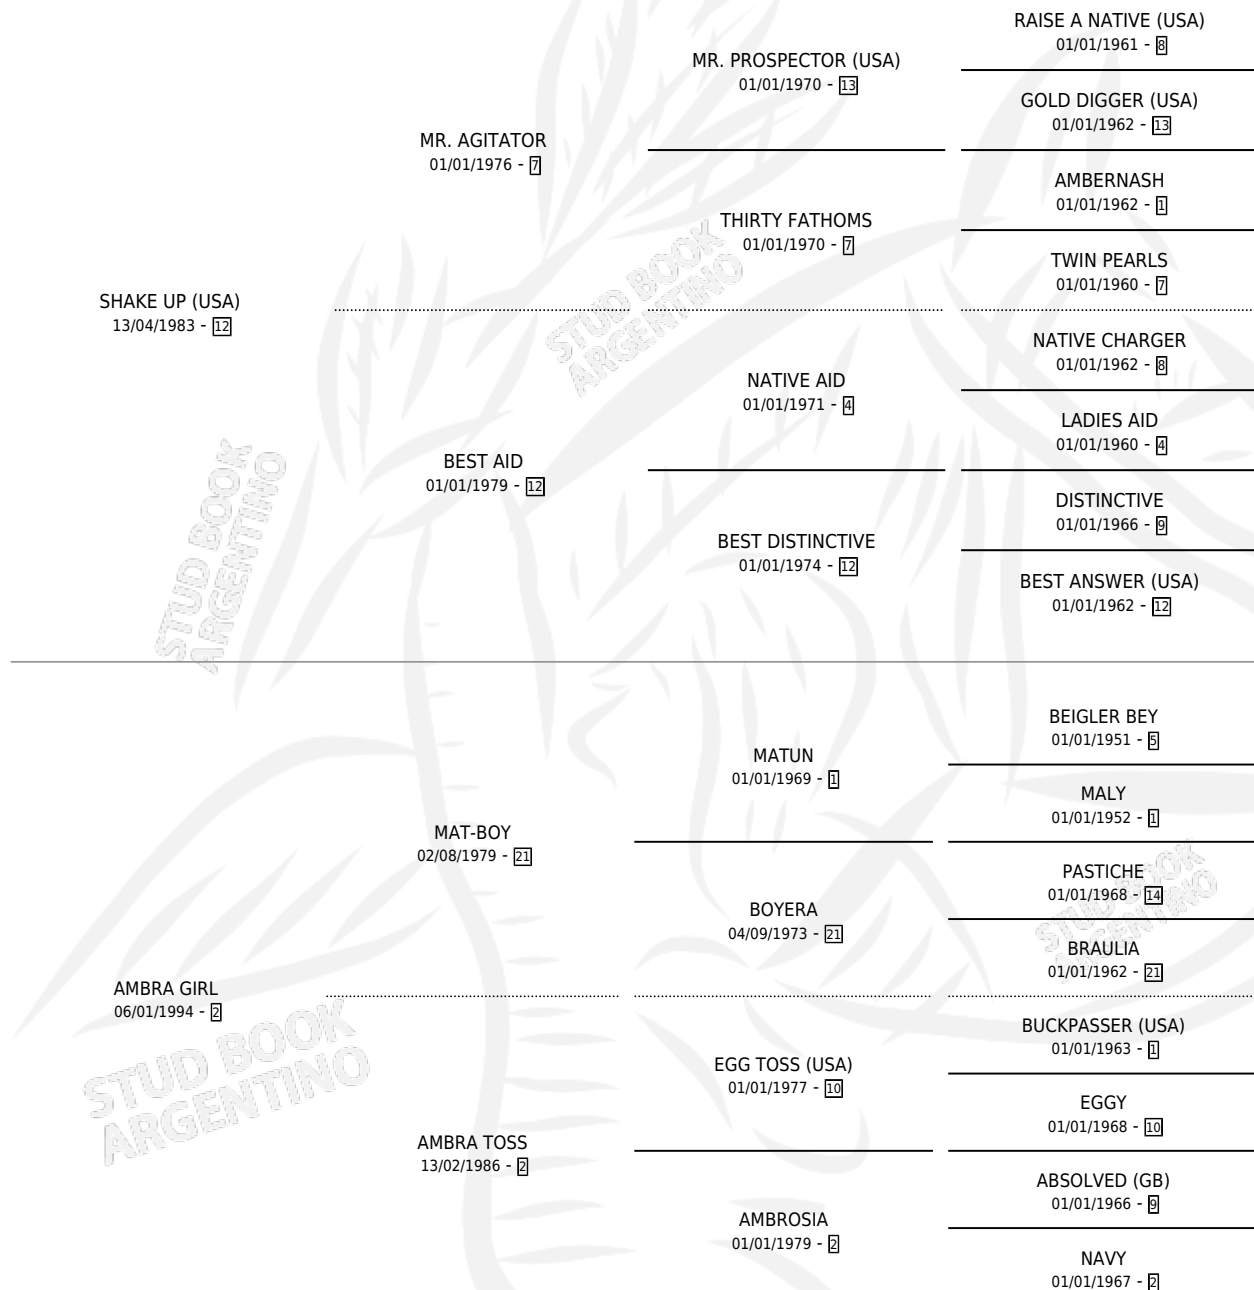 RAISE A NATIVE (USA)
01/01/1961 - 8
MR. PROSPECTOR (USA)
01/01/1970 - 13
GOLD DIGGER (USA)
01/01/1962 - 13
MR. AGITATOR
01/01/1976 - 7
AMBERNASH
01/01/1962 - 1
THIRTY FATHOMS
01/01/1970 - 7
TWIN PEARLS
01/01/1960 - 7
SHAKE UP (USA)
13/04/1983 - 12
STUD BOOK
ARGENTINO
NATIVE CHARGER
01/01/1962 - 8
NATIVE AID
01/01/1971 - 4
LADIES AID
01/01/1960 - 4
BEST AID
01/01/1979 - 12
DISTINCTIVE
01/01/1966 - 9
BEST DISTINCTIVE
01/01/1974 - 12
BEST ANSWER (USA)
01/01/1962 - 12
STUD BOOK
ARGENTINO
BEIGLER BEY
01/01/1951 - 5
MATUN
01/01/1969 - 1
MALY
01/01/1952 - 1
MAT-BOY
02/08/1979 - 21
PASTICHE
01/01/1968 - 14
BOYERA
04/09/1973 - 21
STUD BOOK
ARGENTINO
BRAULIA
01/01/1962 - 21
AMBRA GIRL
06/01/1994 - 2
STUD BOOK
ARGENTINO
BUCKPASSER (USA)
01/01/1963 - 1
EGG TOSS (USA)
01/01/1977 - 10
EGGY
01/01/1968 - 10
AMBRA TOSS
13/02/1986 - 2
ABSOLVED (GB)
01/01/1966 - 9
AMBROSIA
01/01/1979 - 2
NAVY
01/01/1967 - 2